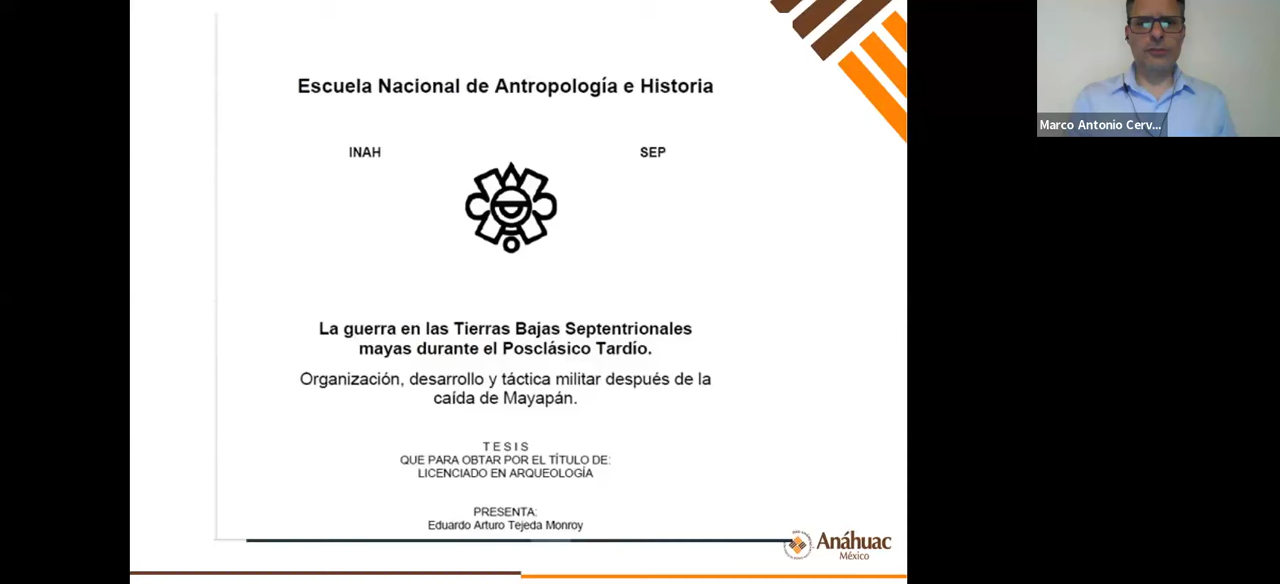 Escuela Nacional de Antropología e Historia
INAH
SEP
La guerra en las Tierras Bajas Septentrionales
mayas durante el Posclásico Tardío.
Organización, desarrollo y táctica militar después de la
caída de Mayapán.
T E S I S
QUE PARA OBTAR POR EL TÍTULO DE:
LICENCIADO EN ARQUEOLOGÍA
PRESENTA:
Eduardo Arturo Tejeda Monroy
Anáhuac
México
Marco Antonio Cerv...